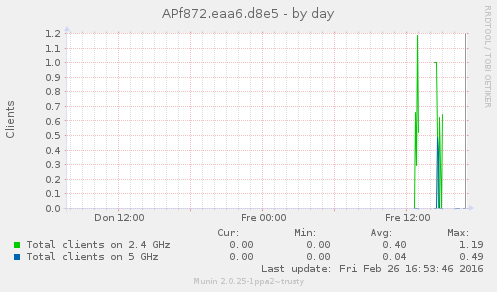 APf872.eaa6.d8e5 - by day
RRDTOOL / TOBI OETIKER
Clients
1.2
1.1
1.0
0.9
0.8
0.7
0.6
0.5
0.4
0.3
0.2
0.1
0.0
Don 12:00 Fre 00:00 Fre 12:00
Cur: Min: Avg: Max:
Total clients on 2.4 GHz 0.00 0.00 0.40 1.19
Total clients on 5 GHz 0.00 0.00 0.04 0.49
Last update: Fri Feb 26 16:53:46 2016
Munin 2.0.25-1ppa2~trusty